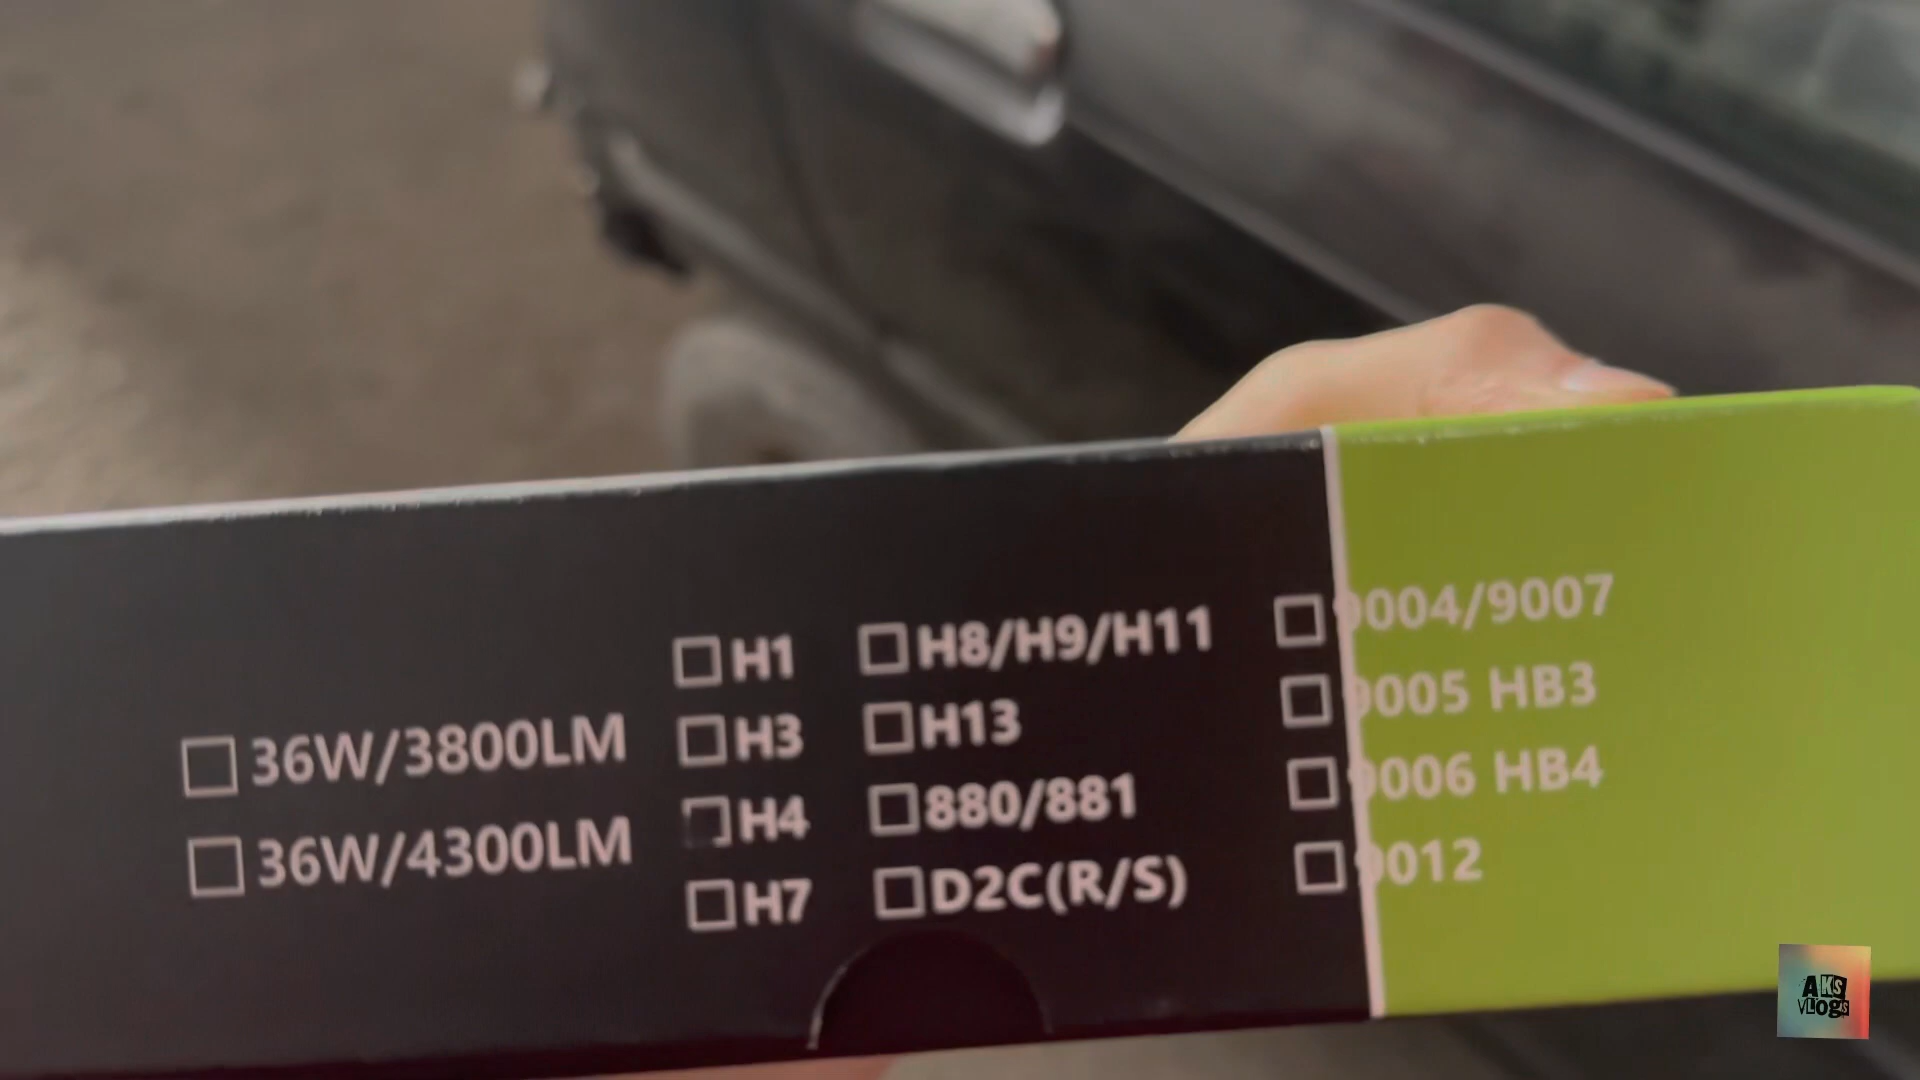 36W/3800LM
36W/4300LM
H1
H3
H4
H7
H8/H9/H11
H13
880/881
D2C(R/S)
9004/9007
9005 HB3
9006 HB4
9012
AKS
VLOGS